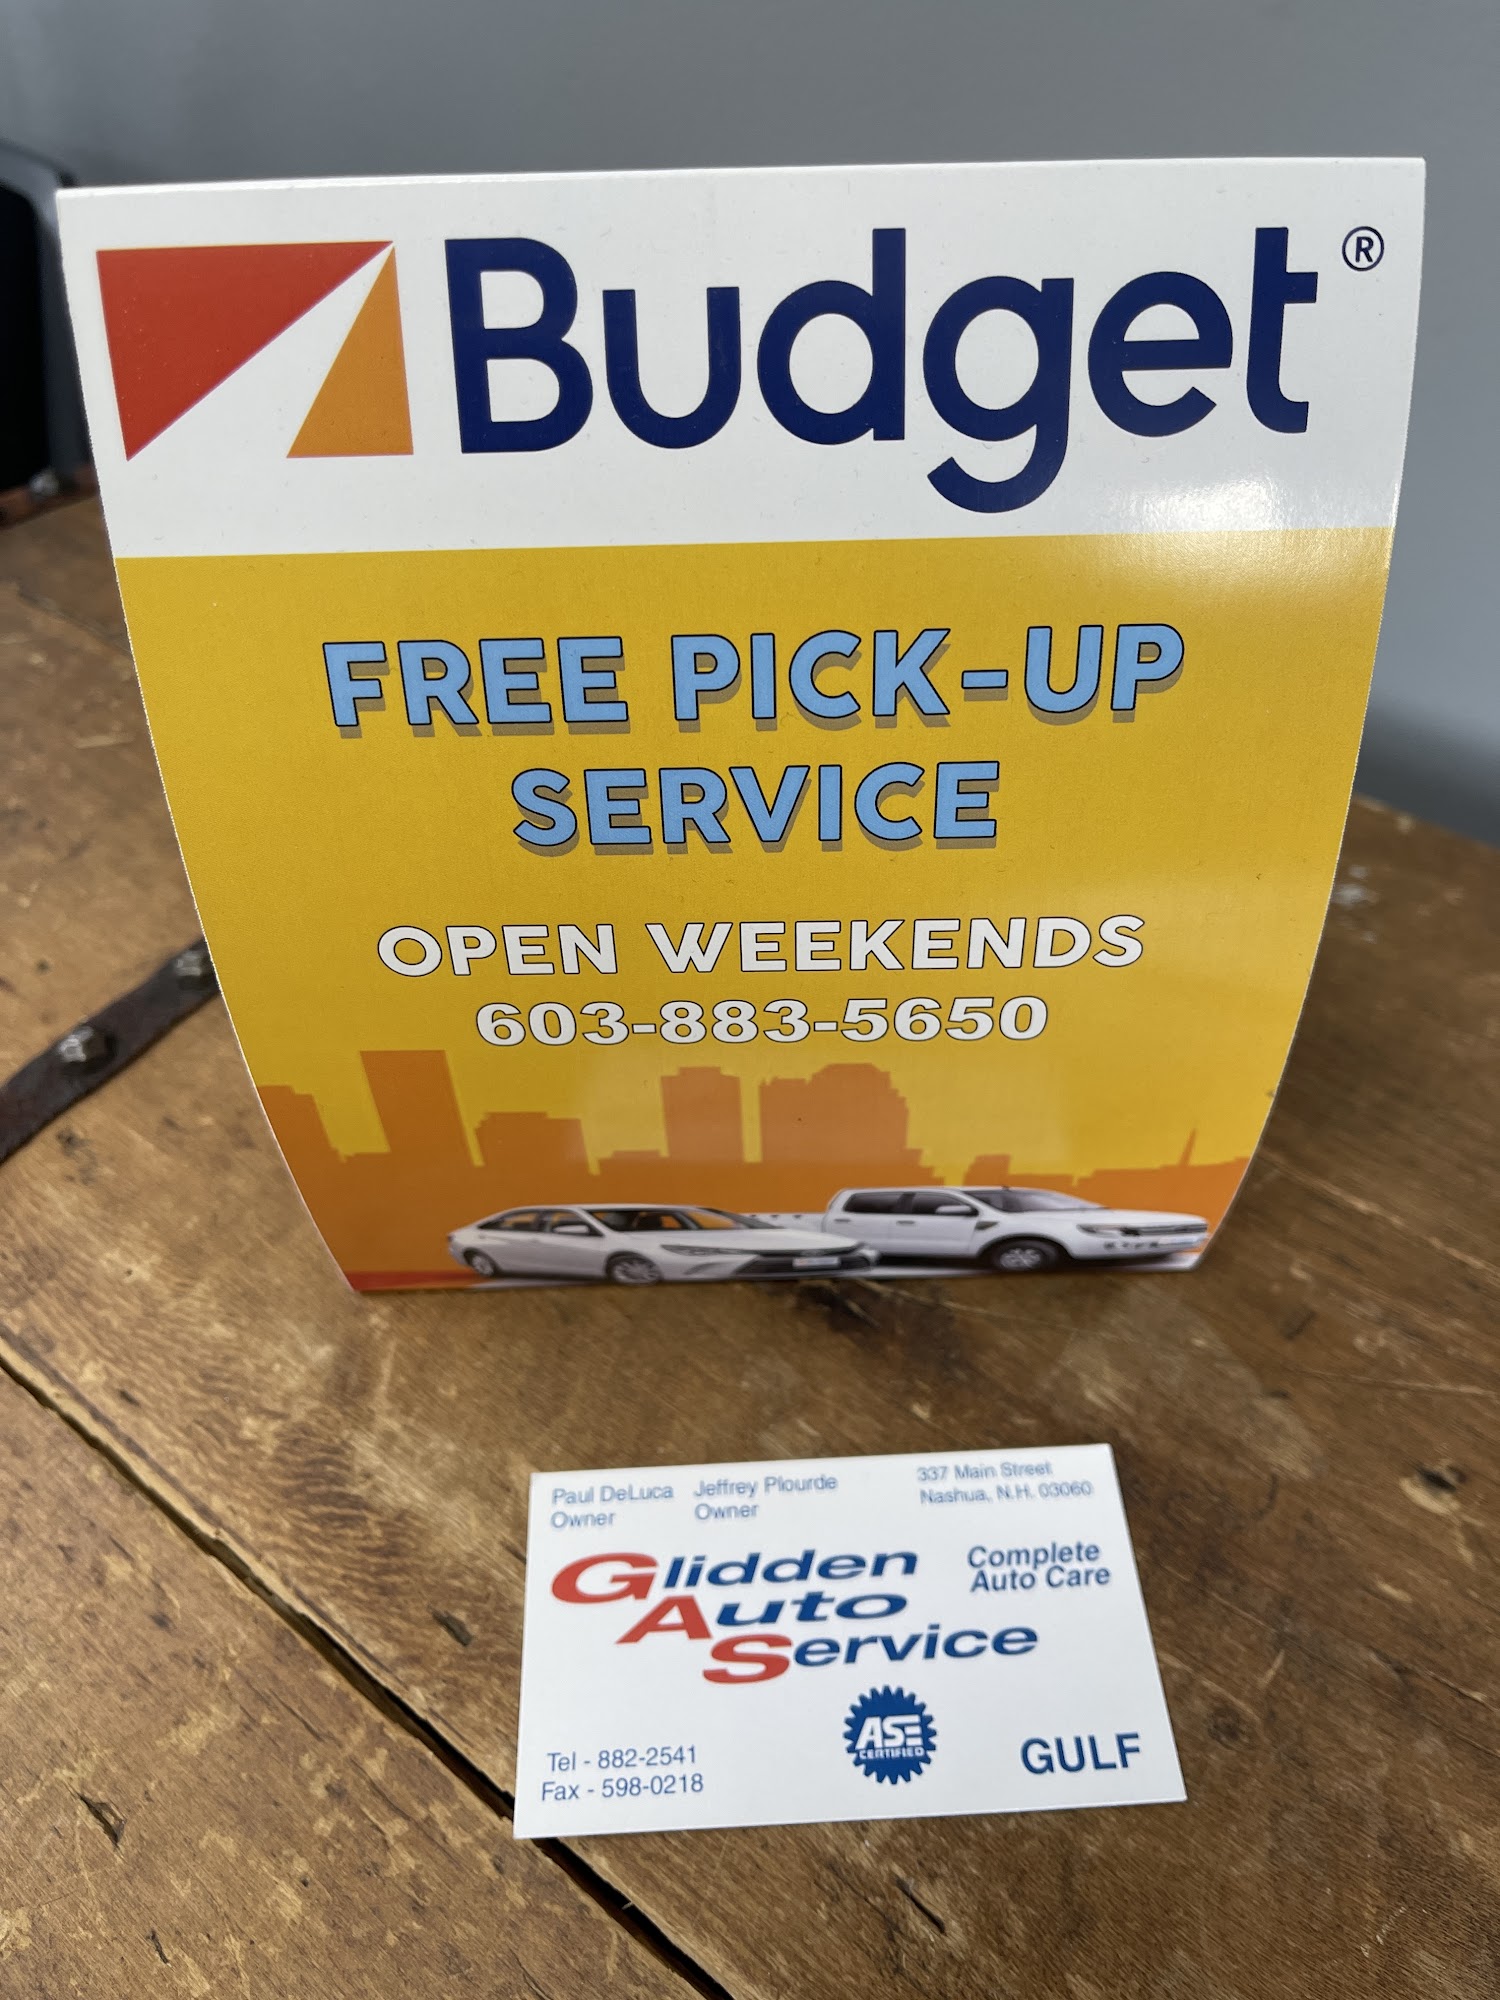 Budget®
FREE PICK-UP
SERVICE
OPEN WEEKENDS
603-883-5650
Paul DeLuca
Owner
Jeffrey Plourde
Owner
337 Main Street
Nashua, N.H. 03060
Glidden
Auto
Service
Complete
Auto Care
ASE
CERTIFIED
Tel - 882-2541
Fax - 598-0218
GULF